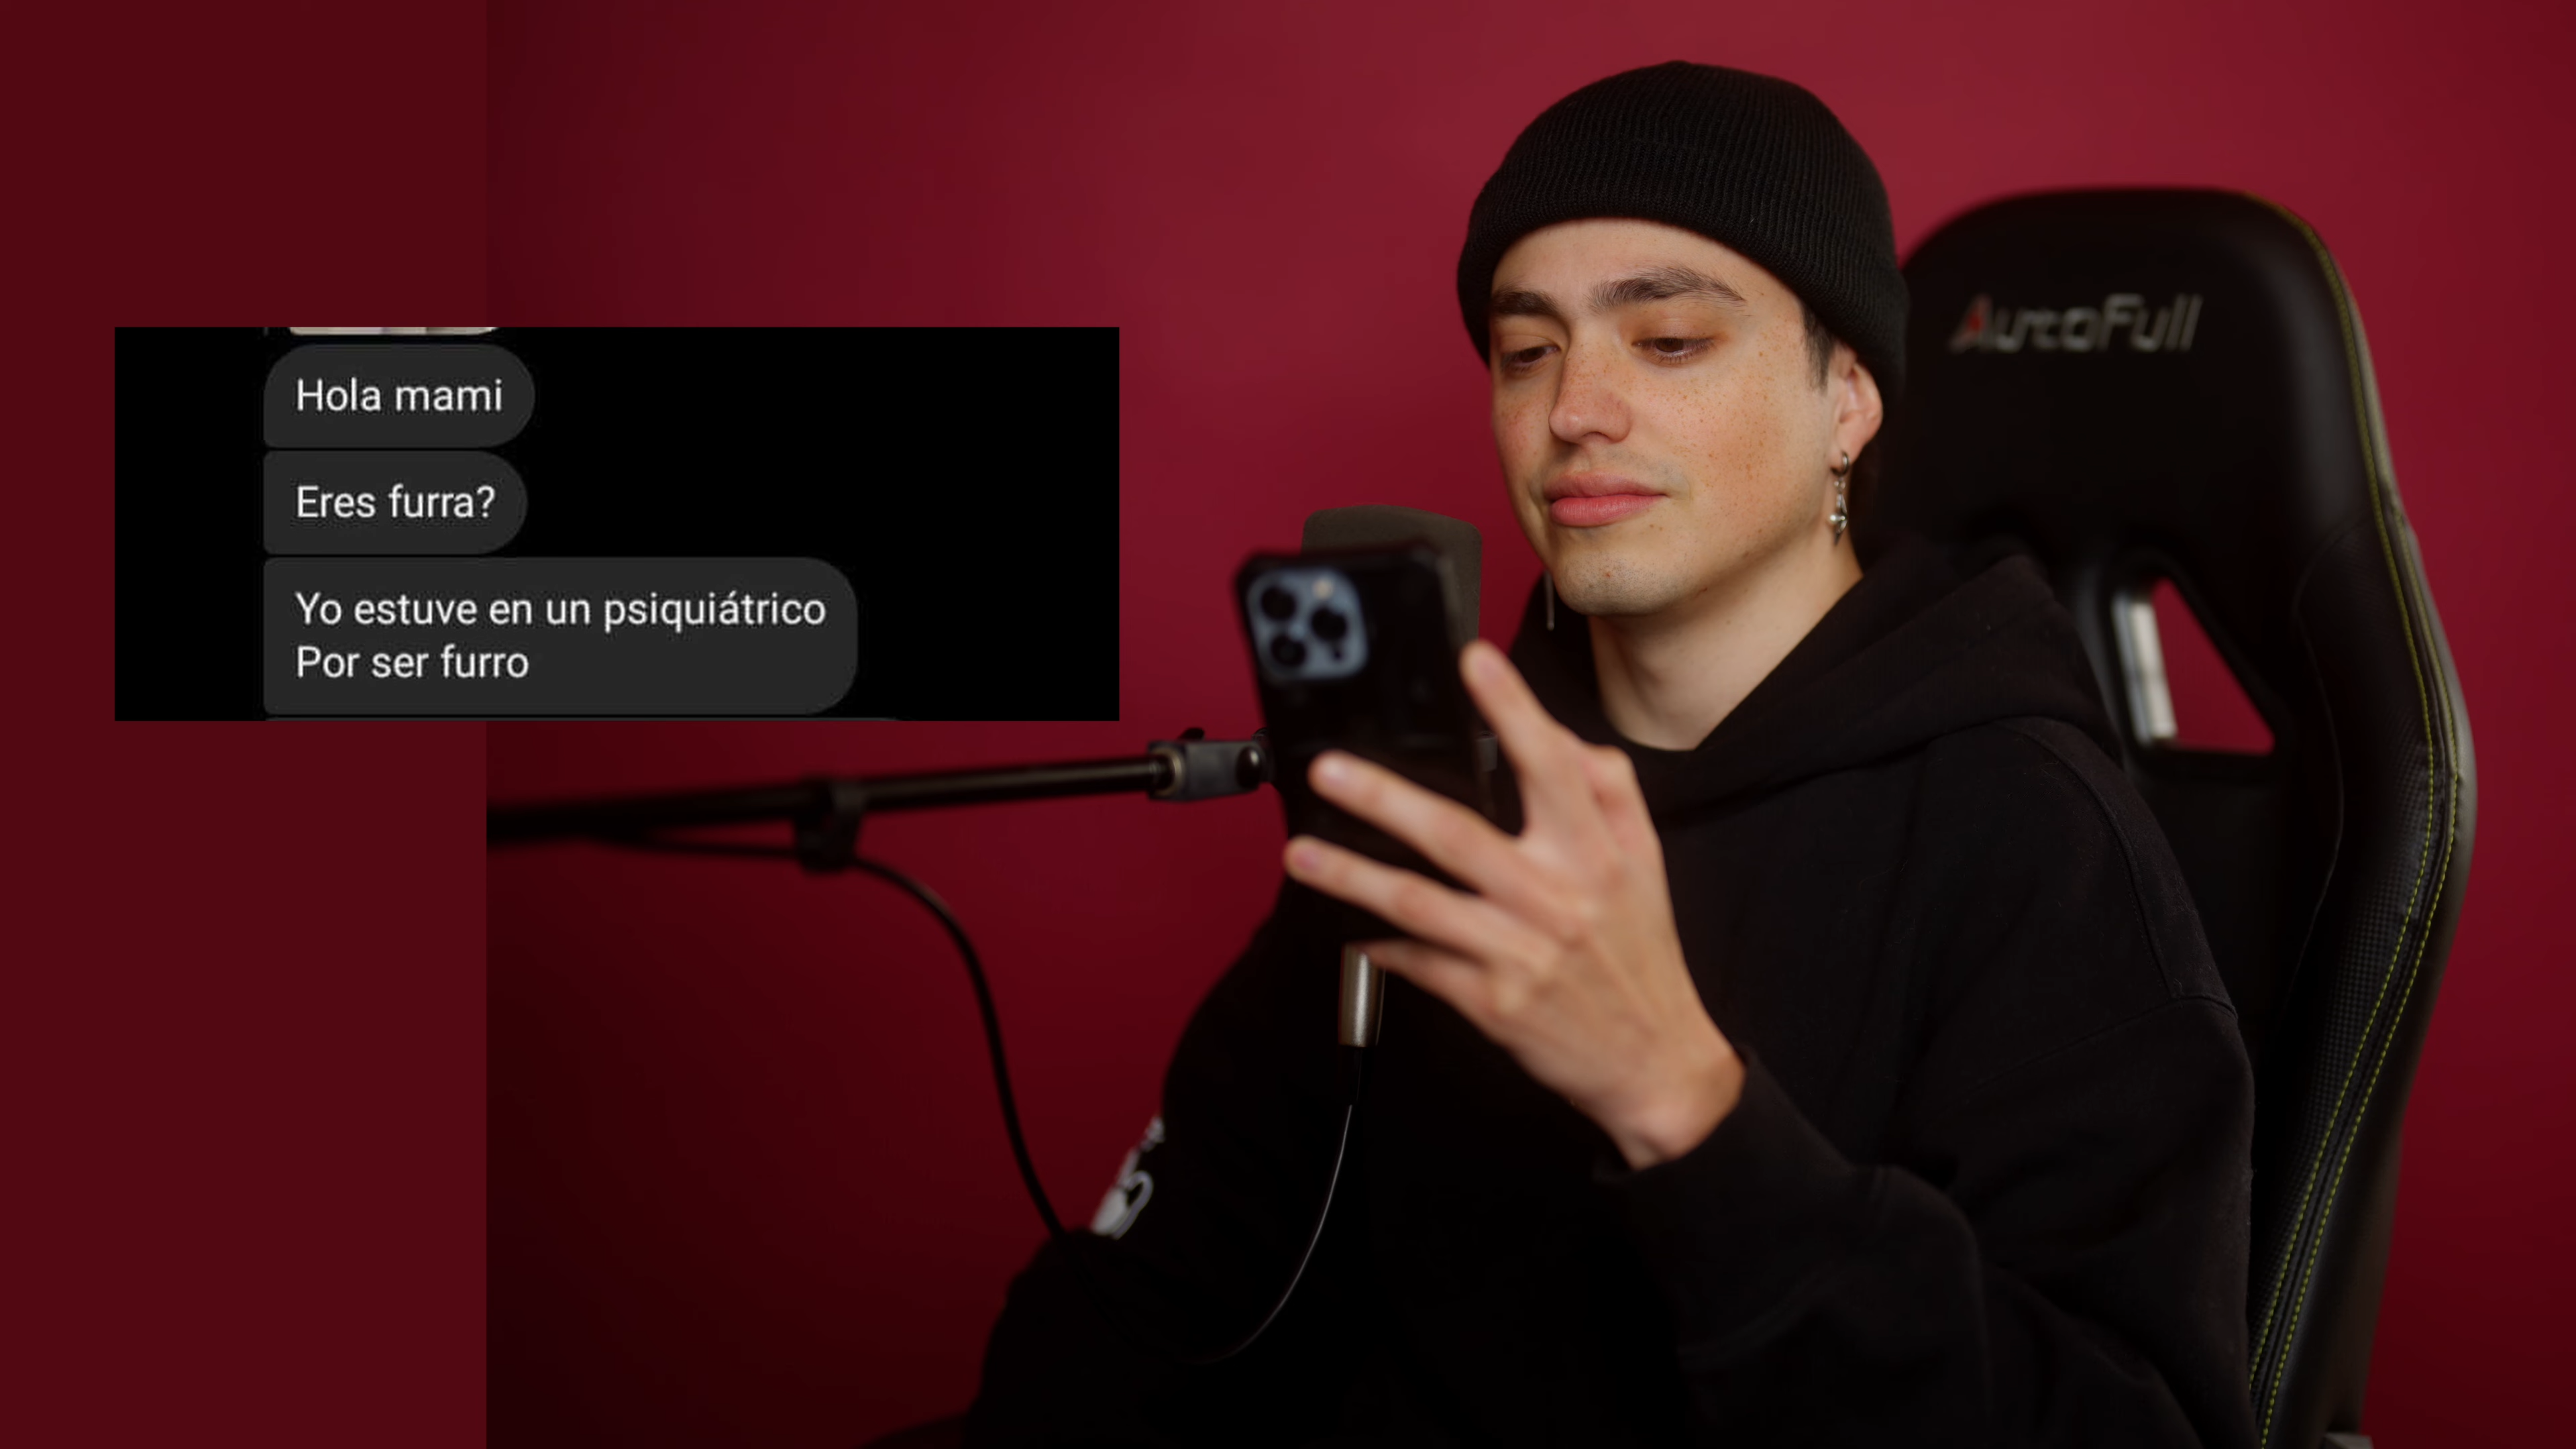 Hola mami
Eres furra?
Yo estuve en un psiquiátrico
Por ser furro
AutoFull